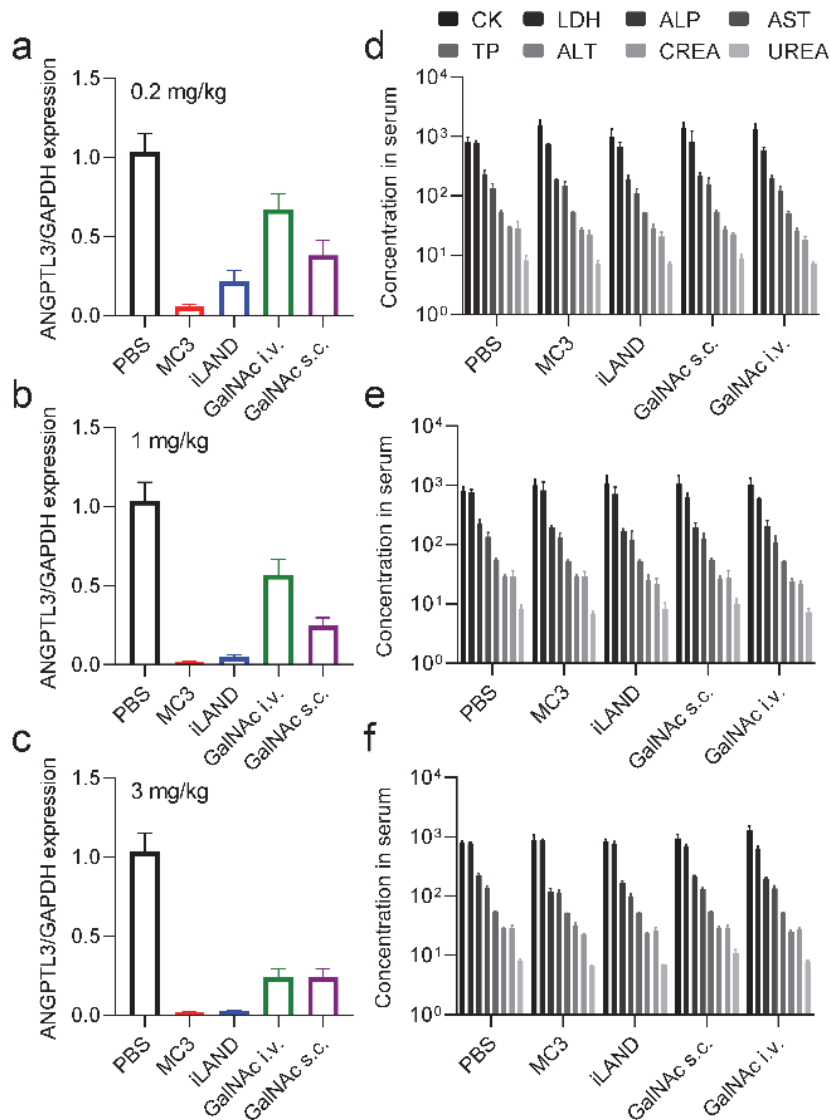 a
0.2 mg/kg
ANGPTL3/GAPDH expression
1.5
1.0
0.5
0.0
PBS
MC3
iLAND
GalNAc i.v.
GalNAc s.c.
b
1 mg/kg
ANGPTL3/GAPDH expression
1.5
1.0
0.5
0.0
PBS
MC3
iLAND
GalNAc i.v.
GalNAc s.c.
c
3 mg/kg
ANGPTL3/GAPDH expression
1.5
1.0
0.5
0.0
PBS
MC3
iLAND
GalNAc i.v.
GalNAc s.c.
CK LDH ALP AST
TP ALT CREA UREA
d
Concentration in serum
10⁴
10³
10²
10¹
10⁰
PBS
MC3
iLAND
GalNAc s.c.
GalNAc i.v.
e
Concentration in serum
10⁴
10³
10²
10¹
10⁰
PBS
MC3
iLAND
GalNAc s.c.
GalNAc i.v.
f
Concentration in serum
10⁴
10³
10²
10¹
10⁰
PBS
MC3
iLAND
GalNAc s.c.
GalNAc i.v.